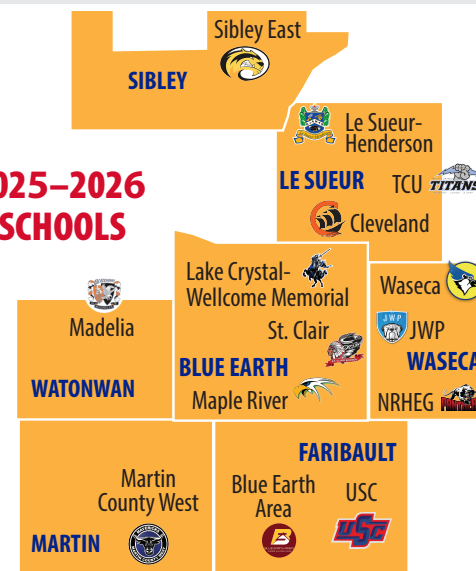 Sibley East
SIBLEY
Le Sueur-
Henderson
LE SUEUR
TCU
TITANS
Cleveland
025–2026
SCHOOLS
Lake Crystal-
Wellcome Memorial
St. Clair
BLUE EARTH
Maple River
Waseca
JWP
JWP
WASECA
NRHEG
PANTHERS
Madelia
WATONWAN
Martin
County West
MARTIN
FARIBAULT
Blue Earth
Area
USC
USC